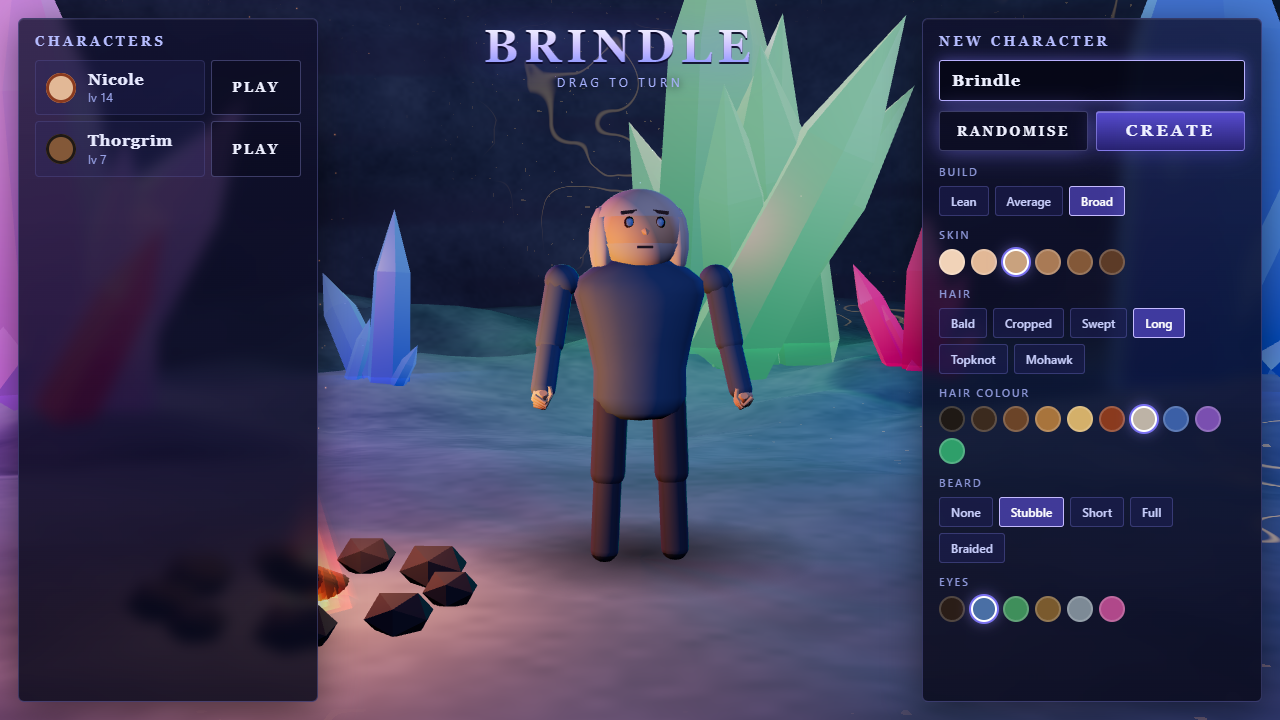 CHARACTERS
Nicole
lv 14
PLAY
Thorgrim
lv 7
PLAY
BRINDLE
DRAG TO TURN
NEW CHARACTER
Brindle
RANDOMISE
CREATE
BUILD
Lean
Average
Broad
SKIN
HAIR
Bald
Cropped
Swept
Long
Topknot
Mohawk
HAIR COLOUR
BEARD
None
Stubble
Short
Full
Braided
EYES